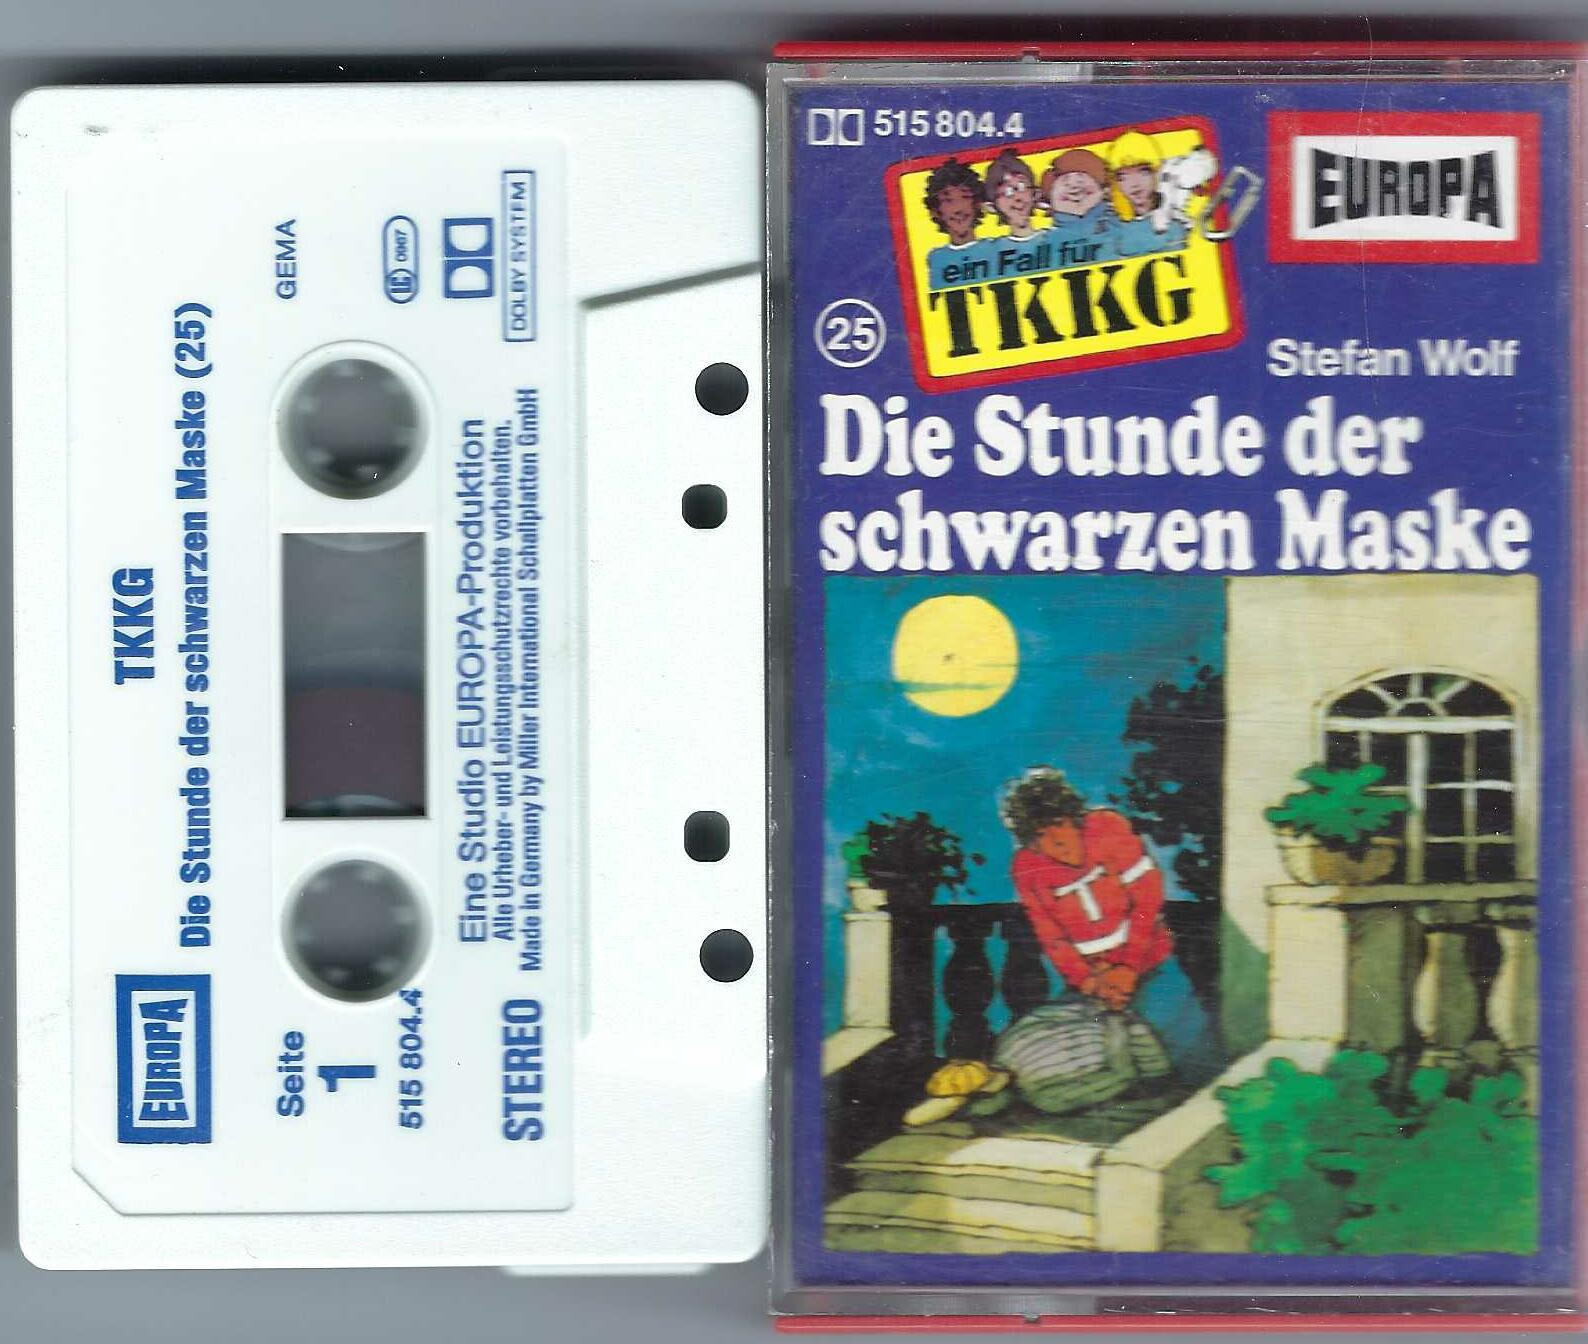 TKKG
Die Stunde der schwarzen Maske (25)
GEMA
LC 0867
DOLBY SYSTEM
EUROPA
Seite
1
515 804.4
Eine Studio EUROPA-Produktion
Alle Urheber- und Leistungsschutzrechte vorbehalten.
STEREO Made in Germany by Miller International Schallplatten GmbH
515 804.4
ein Fall für
TKKG
EUROPA
25
Stefan Wolf
Die Stunde der
schwarzen Maske
T